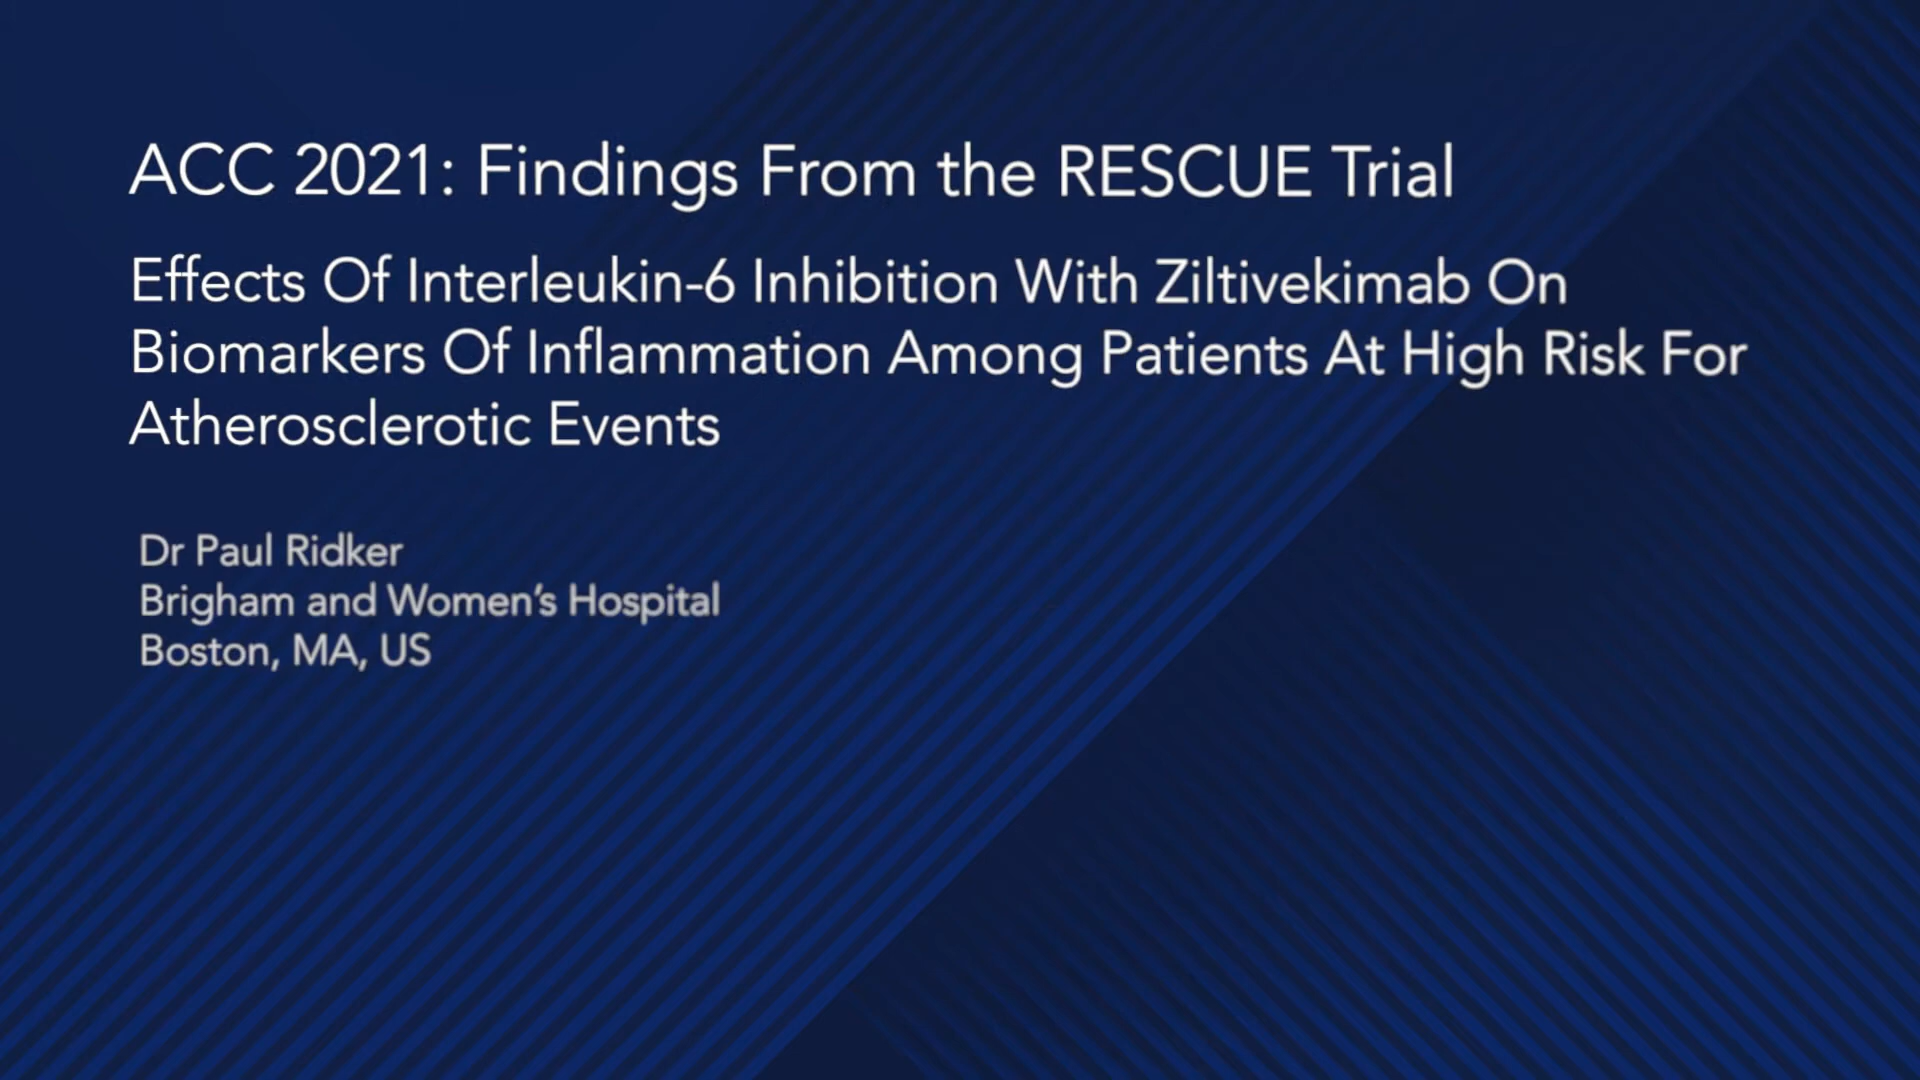 ACC 2021: Findings From the RESCUE Trial
Effects Of Interleukin-6 Inhibition With Ziltivekimab On
Biomarkers Of Inflammation Among Patients At High Risk For
Atherosclerotic Events
Dr Paul Ridker
Brigham and Women’s Hospital
Boston, MA, US